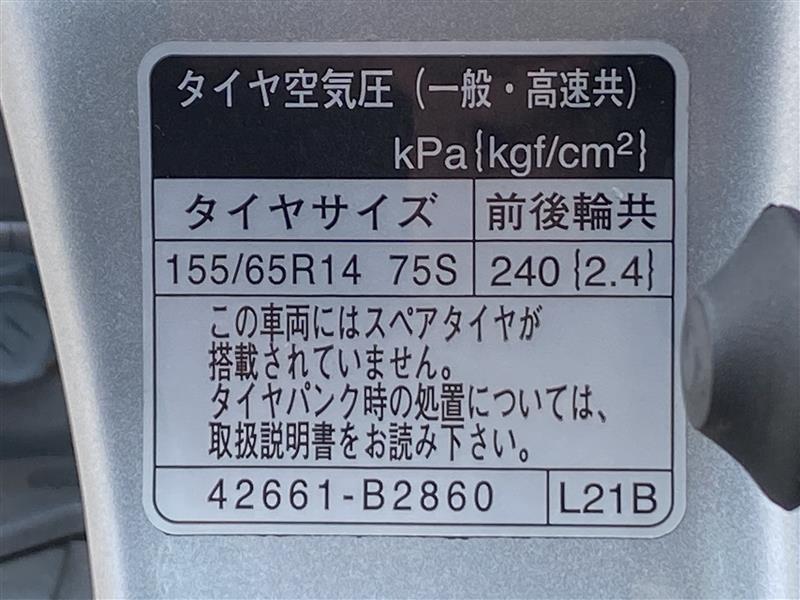 タイヤ空気圧（一般・高速共）
kPa{kgf/cm²}
タイヤサイズ 前後輪共
155/65R14 75S 240{2.4}
この車両にはスペアタイヤが
搭載されていません。
タイヤパンク時の処置については、
取扱説明書をお読み下さい。
42661-B2860 L21B